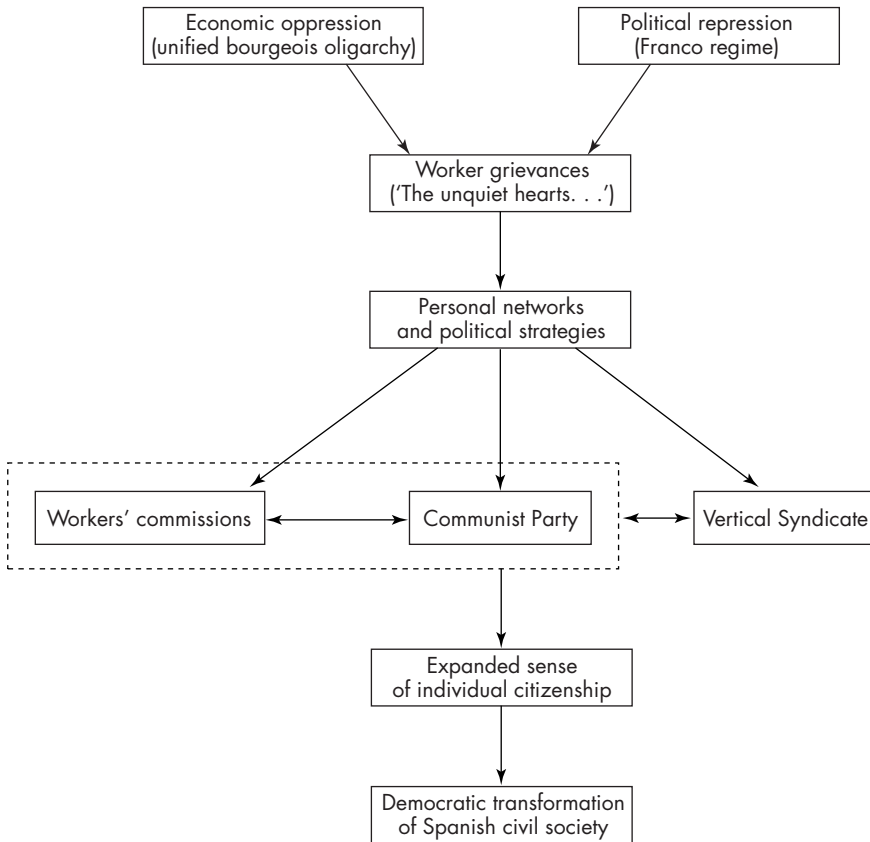 Economic oppression
(unified bourgeois oligarchy)
Political repression
(Franco regime)
Worker grievances
(‘The unquiet hearts. . .’)
Personal networks
and political strategies
Workers’ commissions
Communist Party
Vertical Syndicate
Expanded sense
of individual citizenship
Democratic transformation
of Spanish civil society